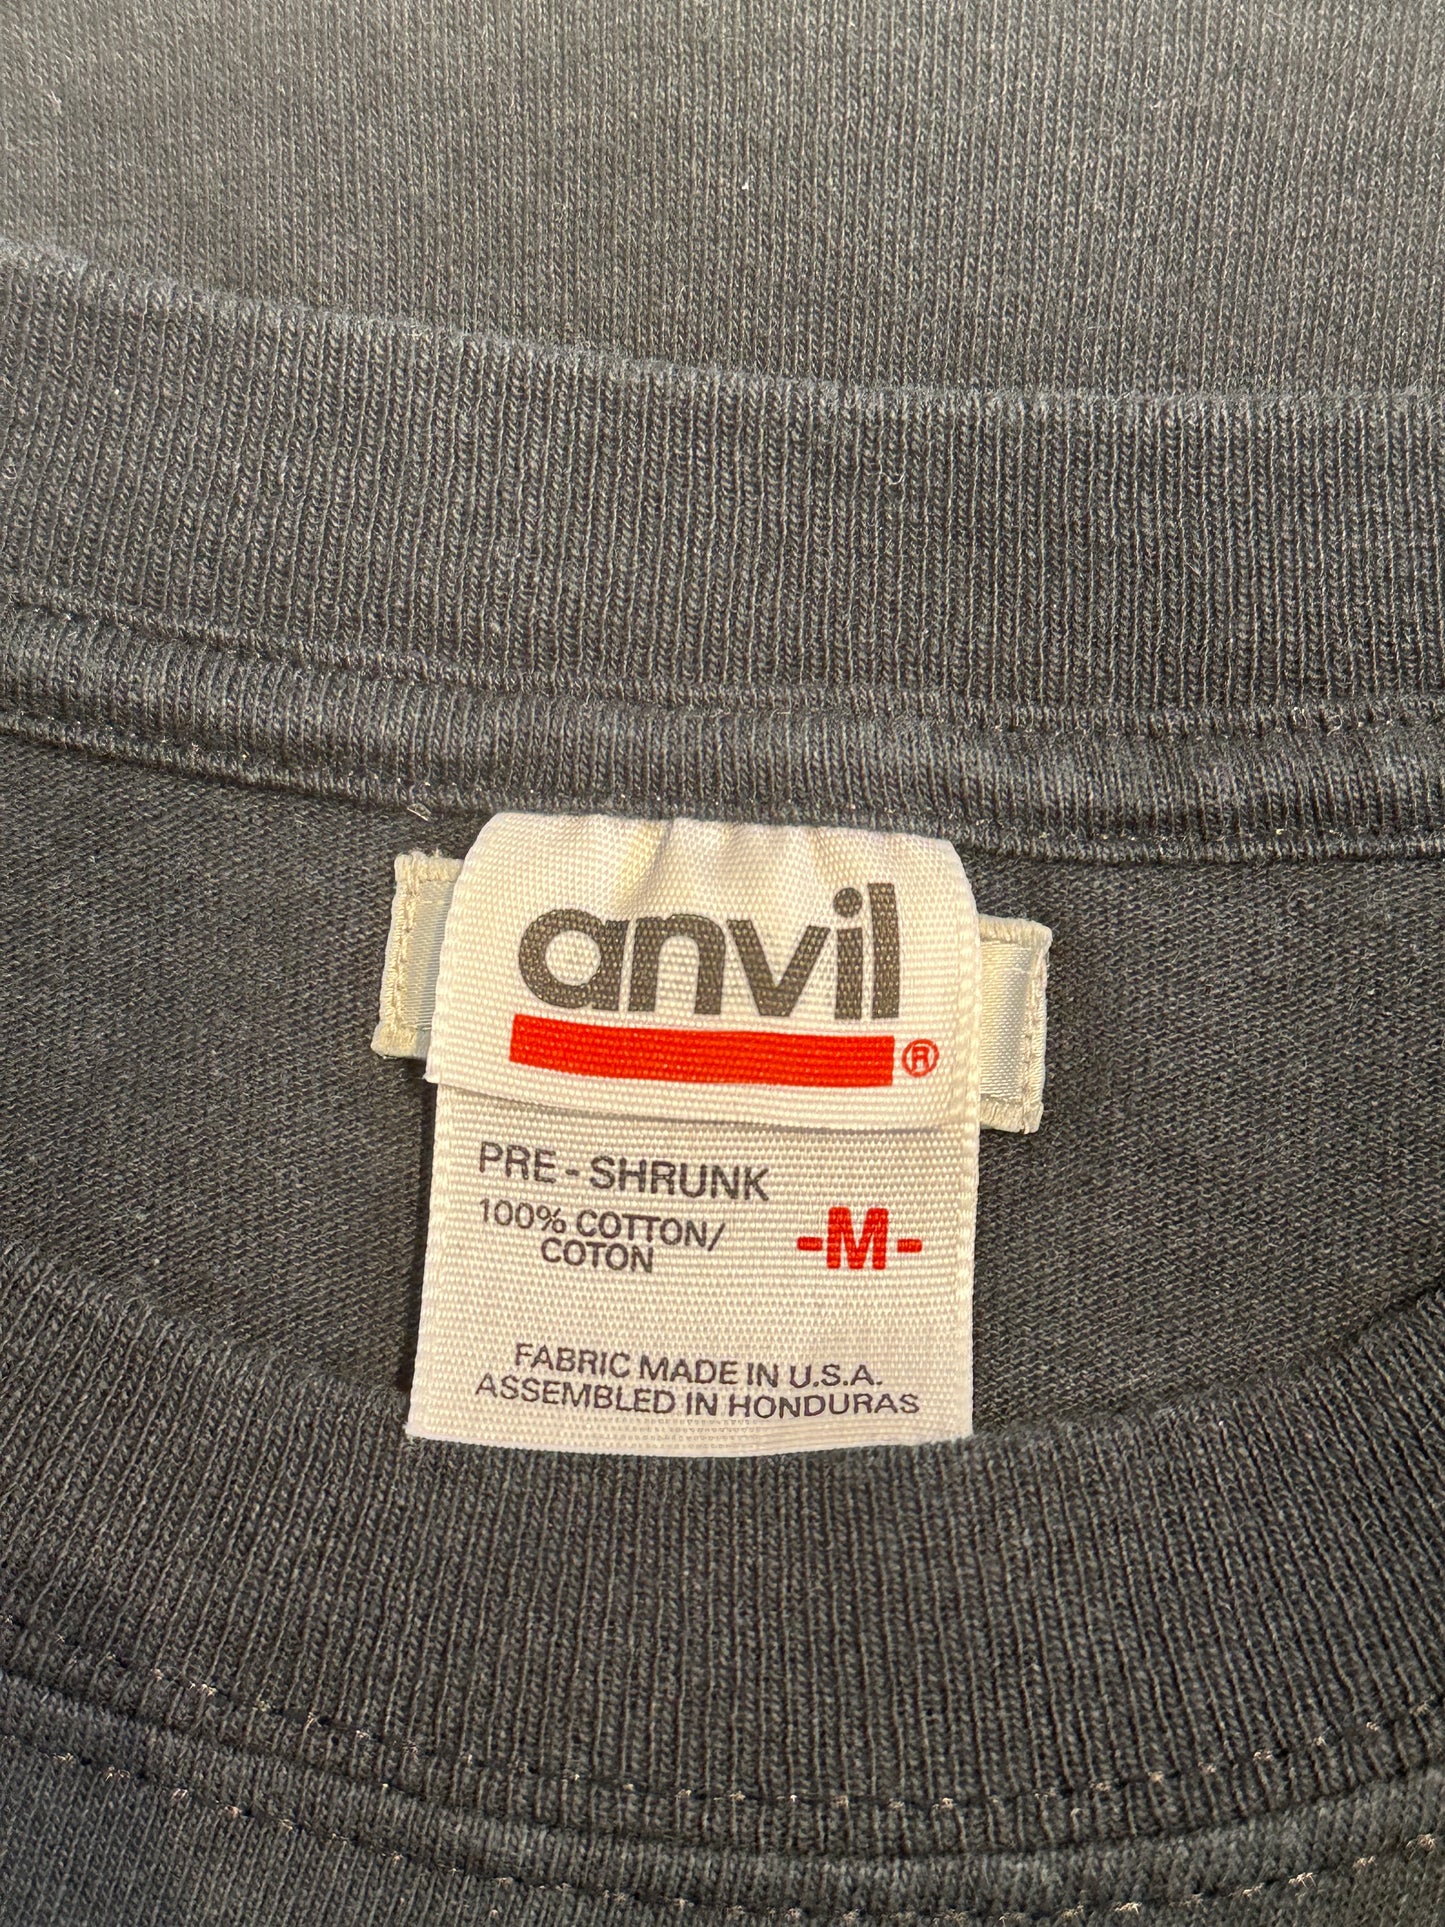 anvil
®
PRE-SHRUNK
100% COTTON/
COTON
-M-
FABRIC MADE IN U.S.A.
ASSEMBLED IN HONDURAS